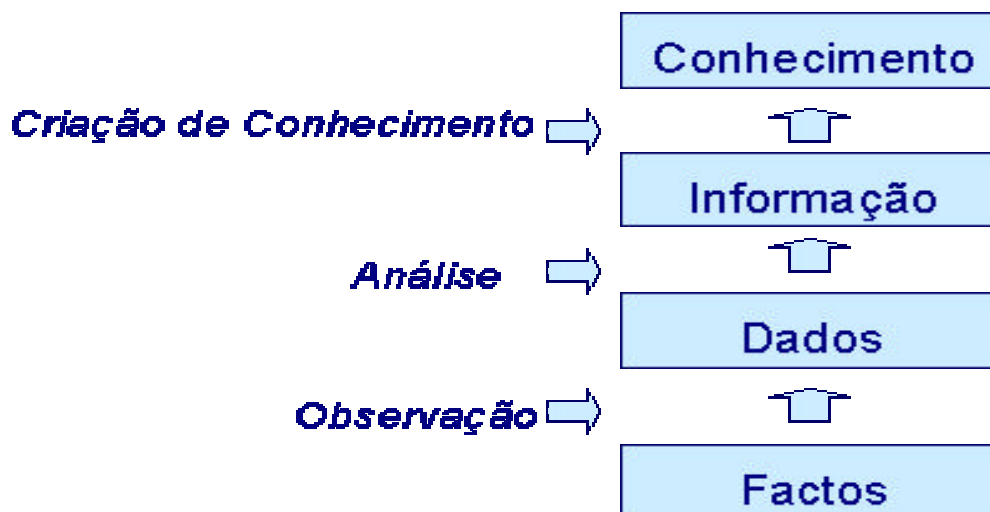 Conhecimento
Criação de Conhecimento
Informação
Análise
Dados
Observação
Factos